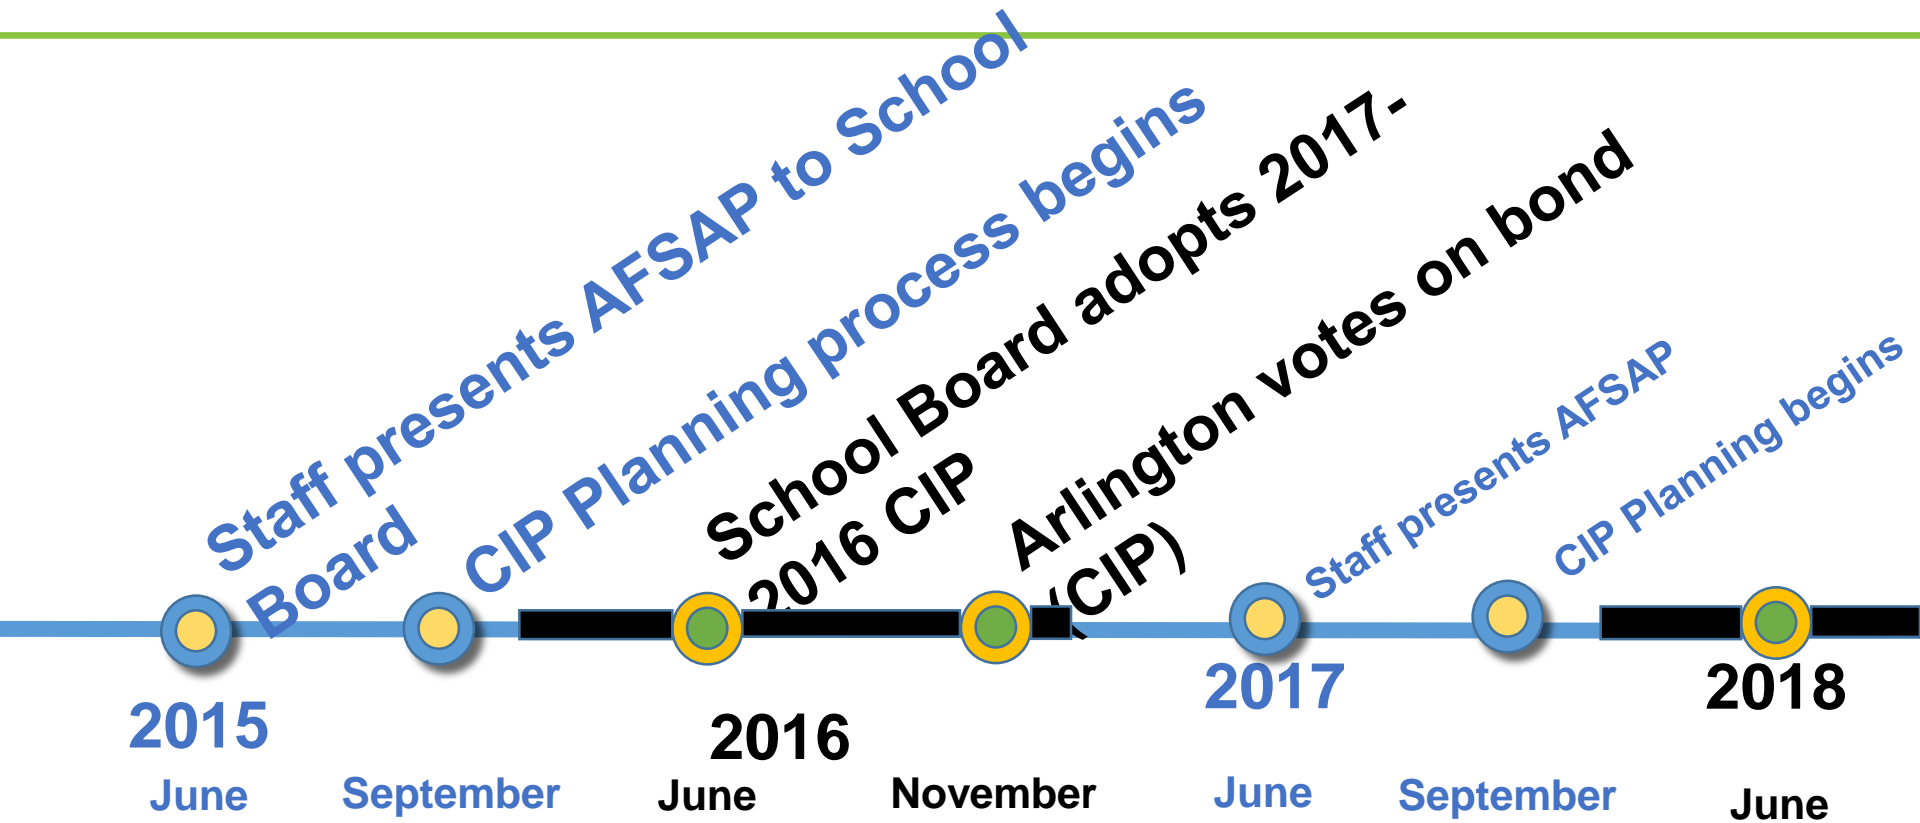 Staff presents AFSAP to School
Board
CIP Planning process begins
School Board adopts 2017-
2016 CIP
Arlington votes on bond
(CIP)
Staff presents AFSAP
CIP Planning begins
2015
2016
2017
2018
June
September
June
November
June
September
June